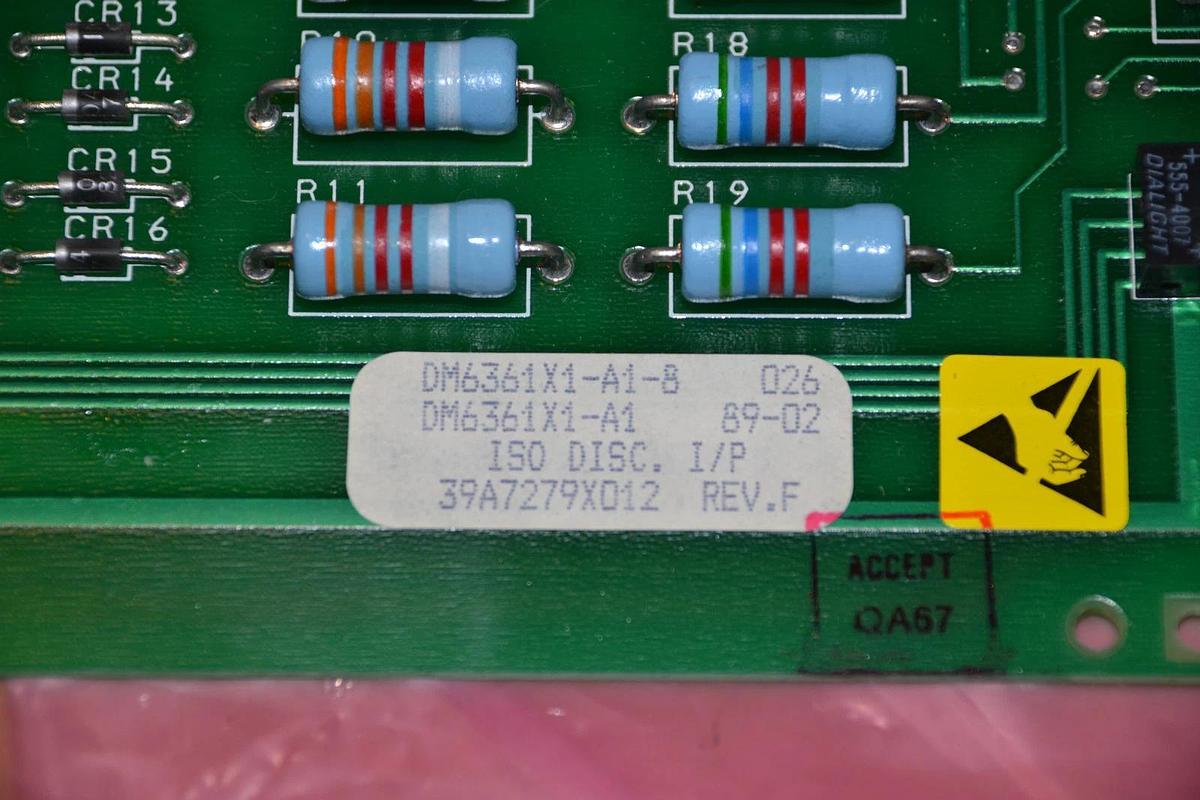 CR13
CR14
CR15
CR16
R11
R18
R19
+555-4007
DIALIGHT
DM6361X1-A1-B 026
DM6361X1-A1 89-02
ISO DISC. I/P
39A7279X012 REV.F
ACCEPT
QA67